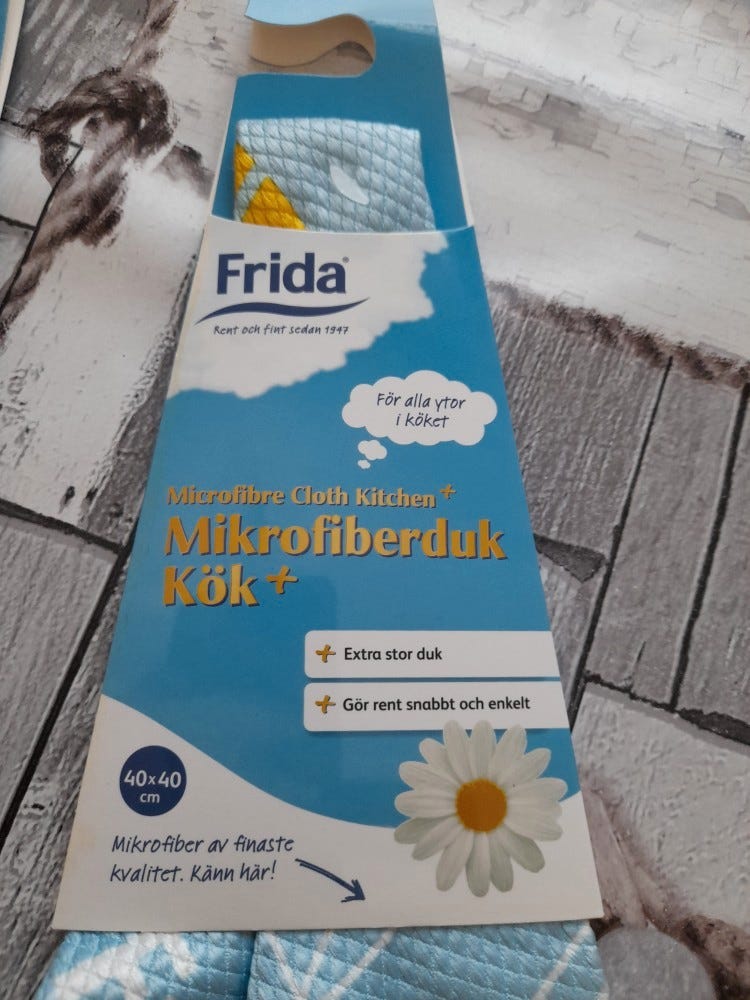 Frida®
Rent och fint sedan 1947
För alla ytor
i köket
Microfibre Cloth Kitchen+
Mikrofiberduk
Kök+
+ Extra stor duk
+ Gör rent snabbt och enkelt
40x40
cm
Mikrofiber av finaste
kvalitet. Känn här!